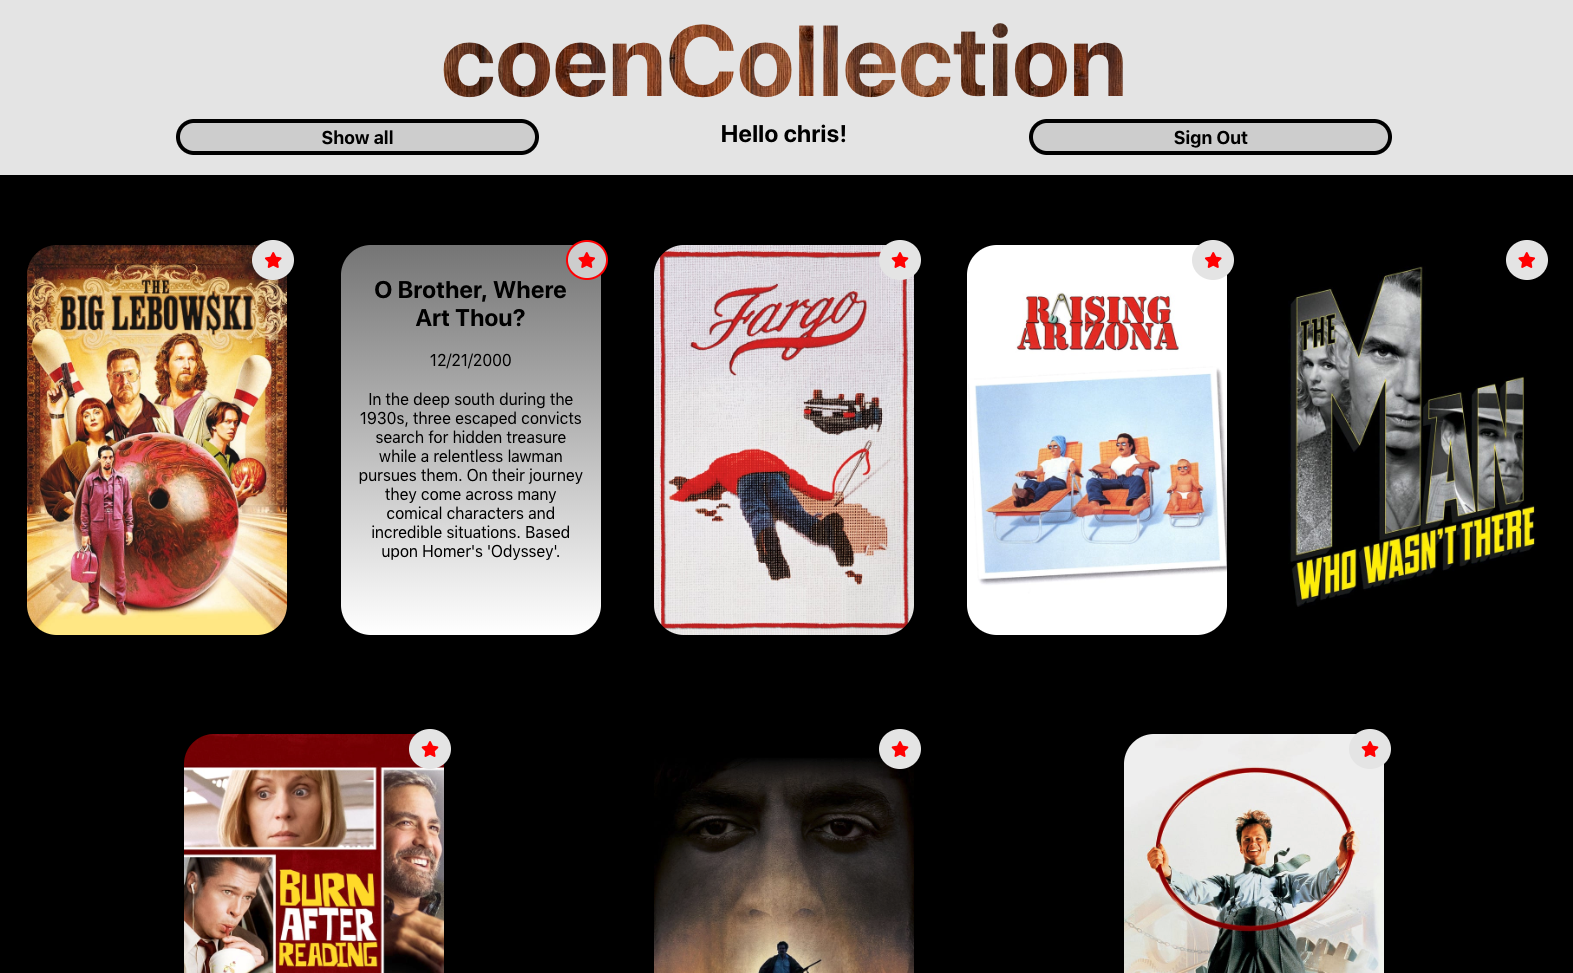 coenCollection
Show all
Hello chris!
Sign Out
THE
BIG LEBOWSKI
O Brother, Where
Art Thou?
12/21/2000
In the deep south during the
1930s, three escaped convicts
search for hidden treasure
while a relentless lawman
pursues them. On their journey
they come across many
comical characters and
incredible situations. Based
upon Homer's 'Odyssey'.
Fargo
RAISING
ARIZONA
THE
MAN
WHO WASN'T THERE
BURN
AFTER
READING